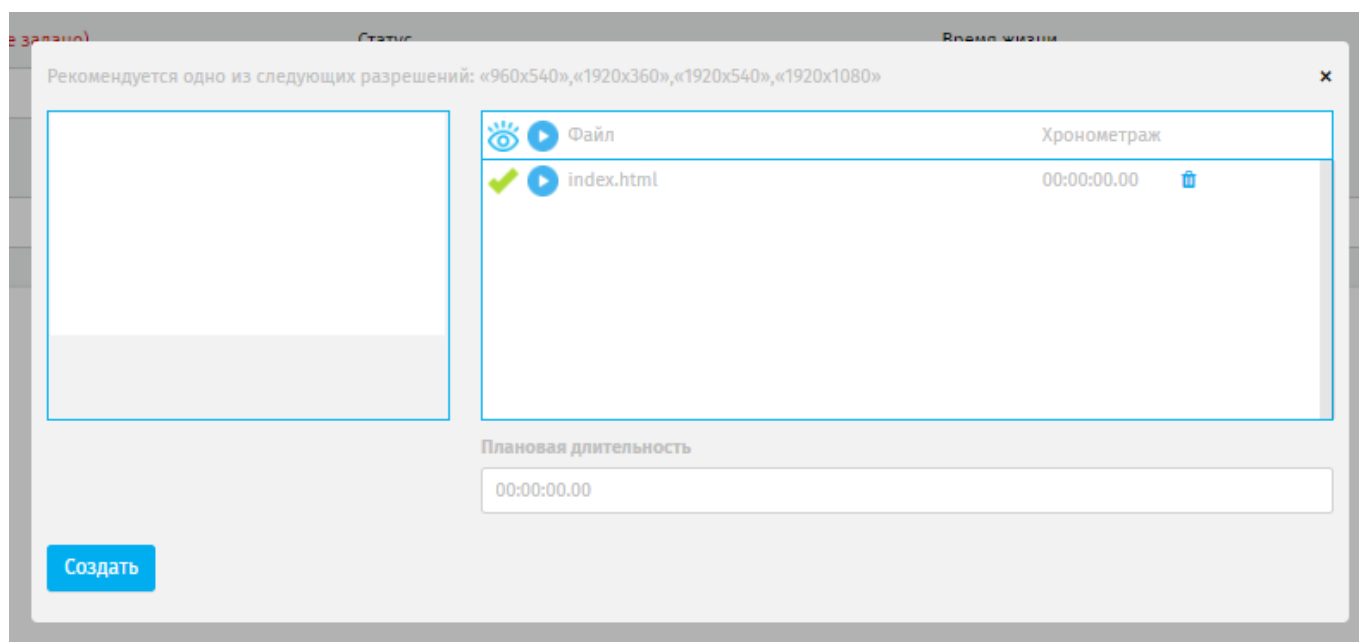 е задано) Статус Время жизни
Рекомендуется одно из следующих разрешений: «960x540»,«1920x360»,«1920x540»,«1920x1080» ×
Файл Хронометраж
index.html 00:00:00.00
Плановая длительность
00:00:00.00
Создать